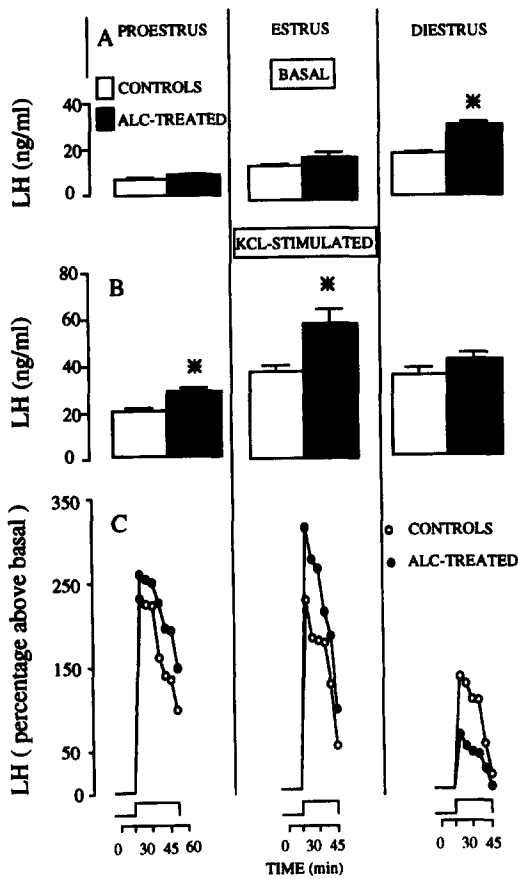 PROESTRUS ESTRUS DIESTRUS
A
BASAL
CONTROLS
ALC-TREATED
*
40
20
0
LH (ng/ml)
KCL-STIMULATED
B
80
60
40
20
0
LH (ng/ml)
*
*
C
350
250
150
50
0
LH ( percentage above basal)
CONTROLS
ALC-TREATED
0 30 45 60
0 30 45
0 30 45
TIME (min)